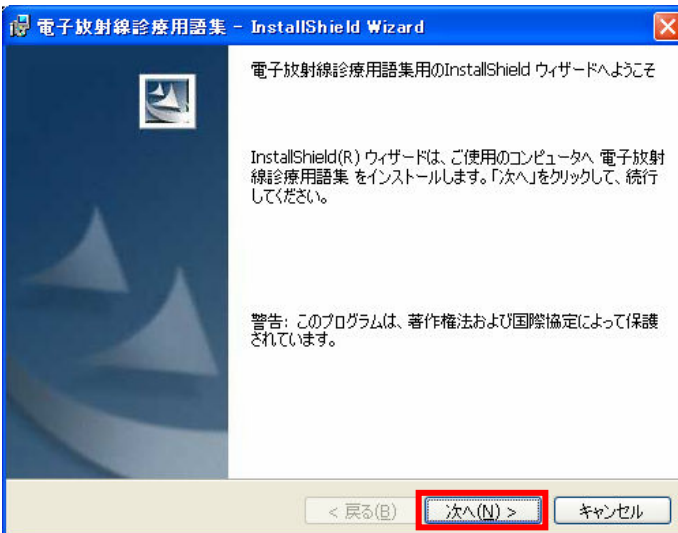 電子放射線診療用語集 - InstallShield Wizard
電子放射線診療用語集用のInstallShield ウィザードへようこそ
InstallShield(R) ウィザードは、ご使用のコンピュータへ 電子放射
線診療用語集 をインストールします。「次へ」をクリックして、続行
してください。
警告: このプログラムは、著作権法および国際協定によって保護
されています。
< 戻る(B)
次へ(N) >
キャンセル